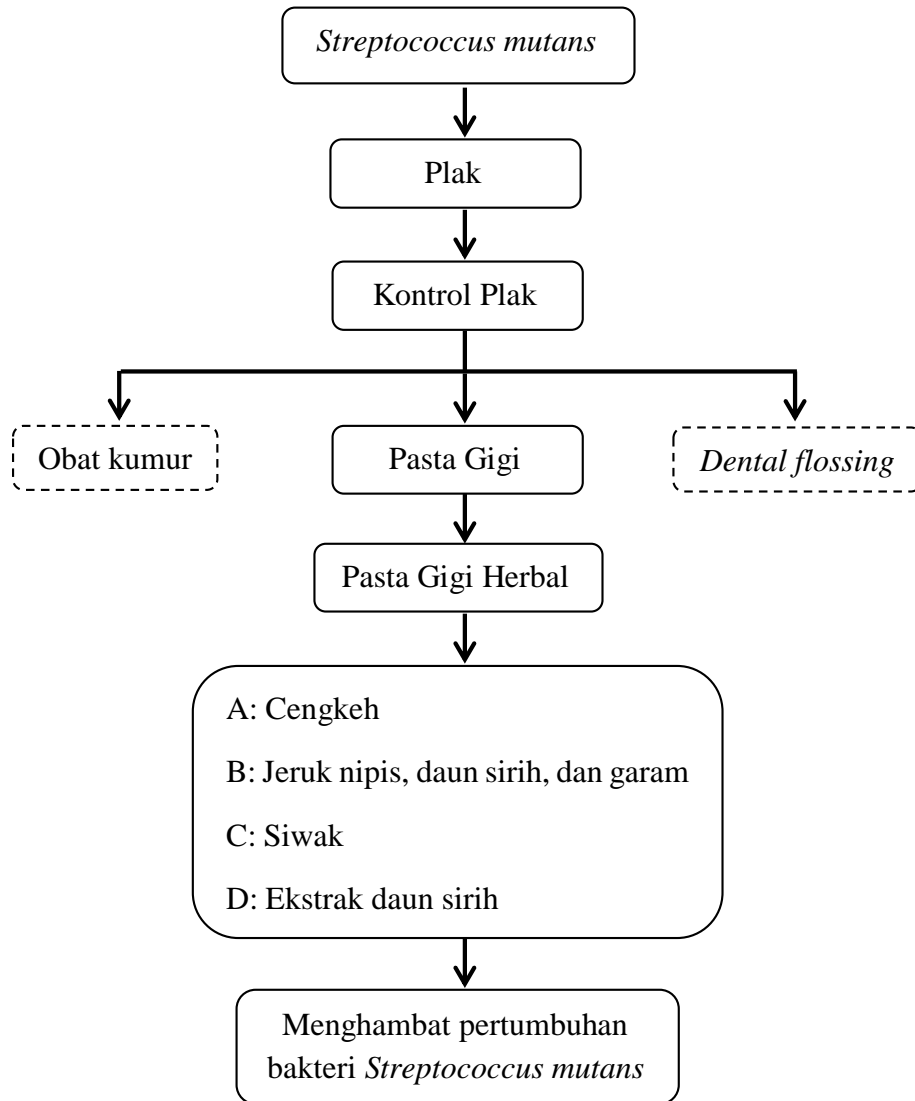 Streptococcus mutans
Plak
Kontrol Plak
Obat kumur
Pasta Gigi
Dental flossing
Pasta Gigi Herbal
A: Cengkeh
B: Jeruk nipis, daun sirih, dan garam
C: Siwak
D: Ekstrak daun sirih
Menghambat pertumbuhan
bakteri Streptococcus mutans